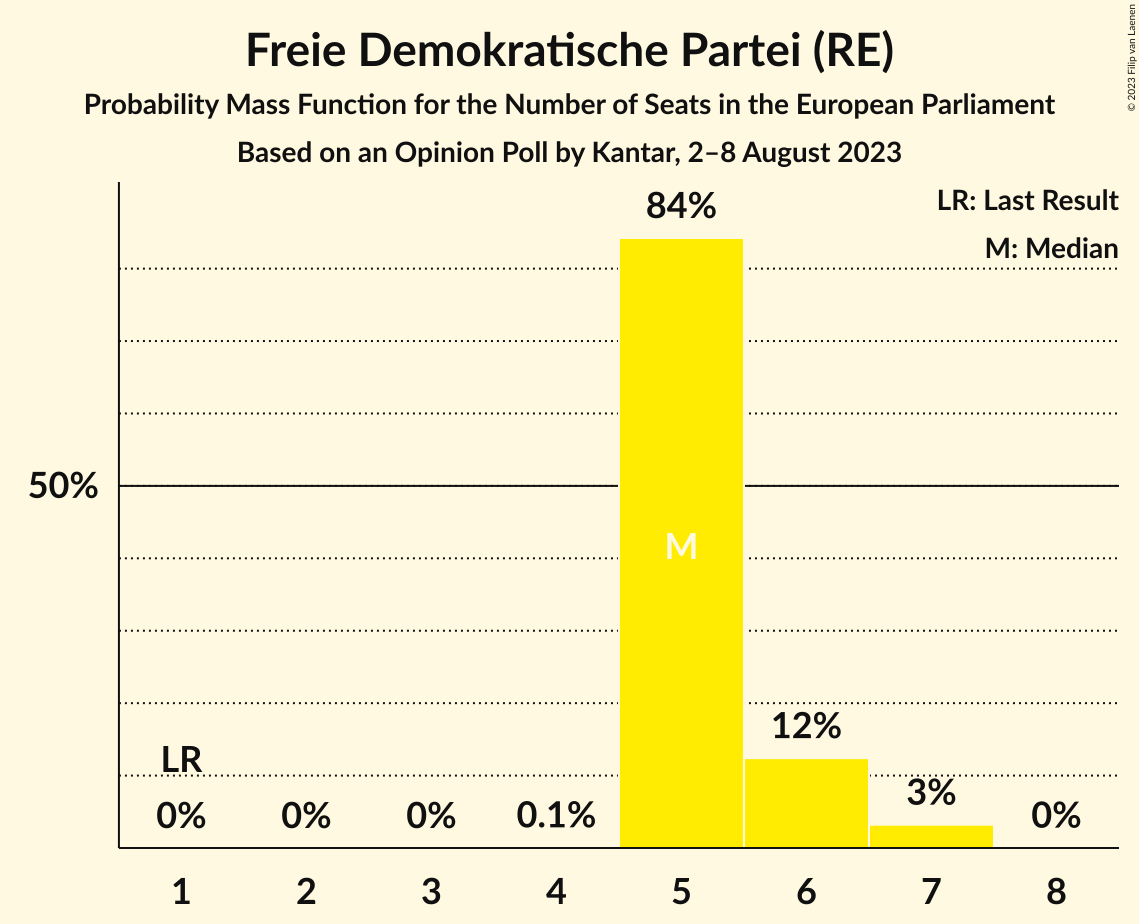 Freie Demokratische Partei (RE)
Probability Mass Function for the Number of Seats in the European Parliament
Based on an Opinion Poll by Kantar, 2–8 August 2023
© 2023 Filip van Laenen
LR: Last Result
M: Median
84%
50%
M
12%
LR
3%
0%
0%
0%
0.1%
0%
1 2 3 4 5 6 7 8